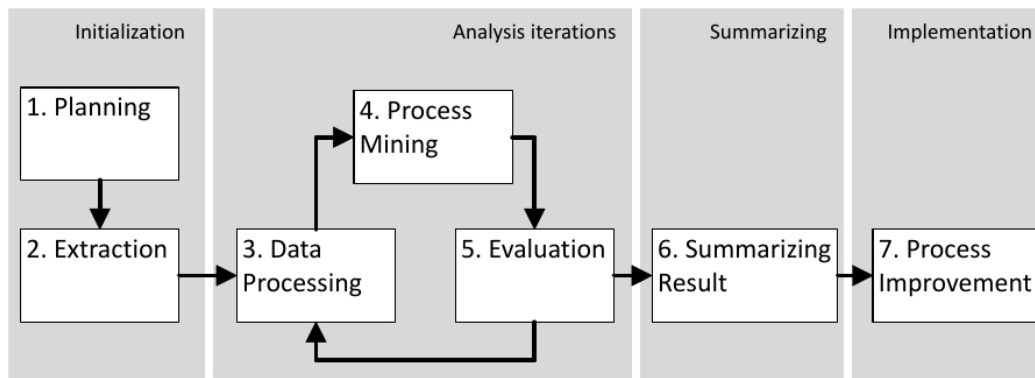 Initialization
Analysis iterations
Summarizing
Implementation
1. Planning
2. Extraction
3. Data
Processing
4. Process
Mining
5. Evaluation
6. Summarizing
Result
7. Process
Improvement